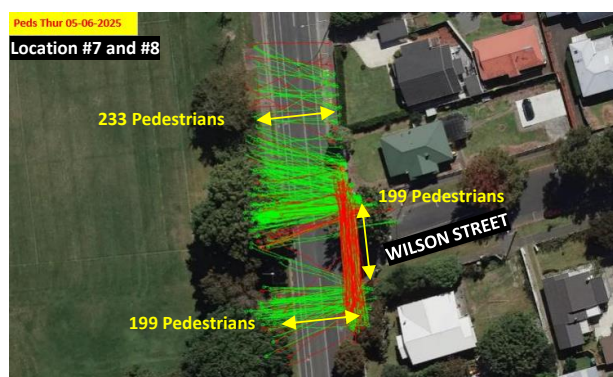 Peds Thur 05-06-2025
Location #7 and #8
233 Pedestrians
199 Pedestrians
WILSON STREET
199 Pedestrians